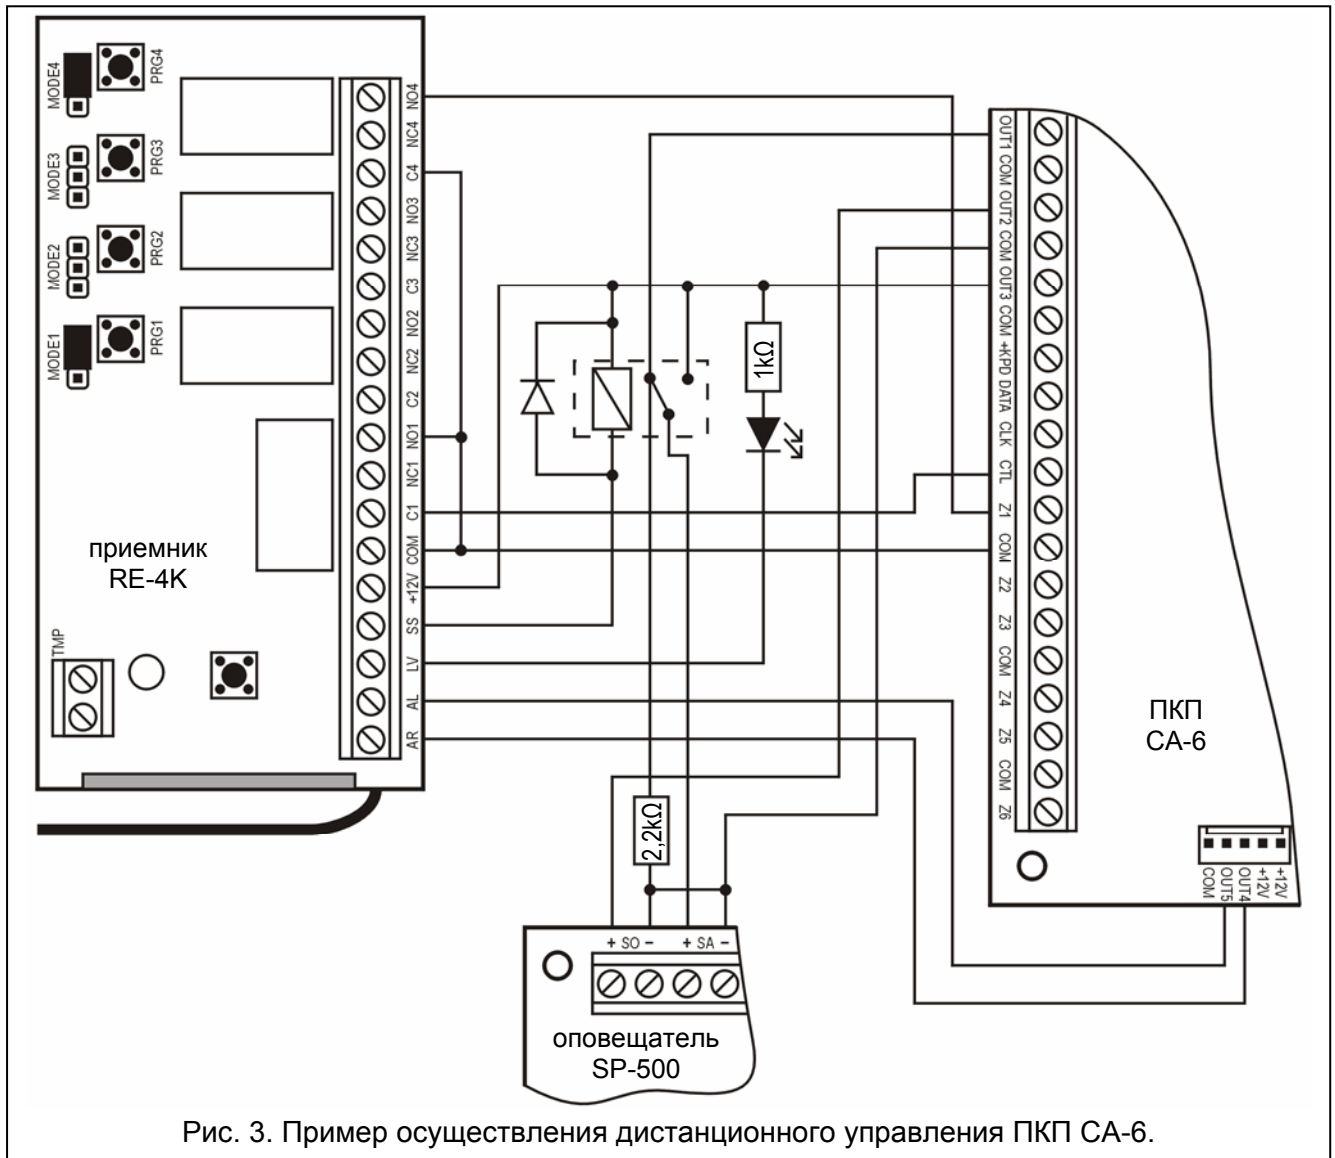 MODE4
PRG4
MODE3
PRG3
MODE2
PRG2
MODE1
PRG1
NO4
NC4
C4
NO3
NC3
C3
NO2
NC2
C2
NO1
NC1
C1
COM
+12V
SS
LV
AL
AR
приемник
RE-4K
TMP
1kΩ
2,2kΩ
OUT1
COM
OUT2
COM
OUT3
COM
+KPD
DATA
CLK
CTL
Z1
COM
Z2
Z3
COM
Z4
Z5
COM
Z6
ПКП
CA-6
COM
OUT5
OUT4
+12V
+12V
+ SO − + SA −
оповещатель
SP-500
Рис. 3. Пример осуществления дистанционного управления ПКП CA-6.